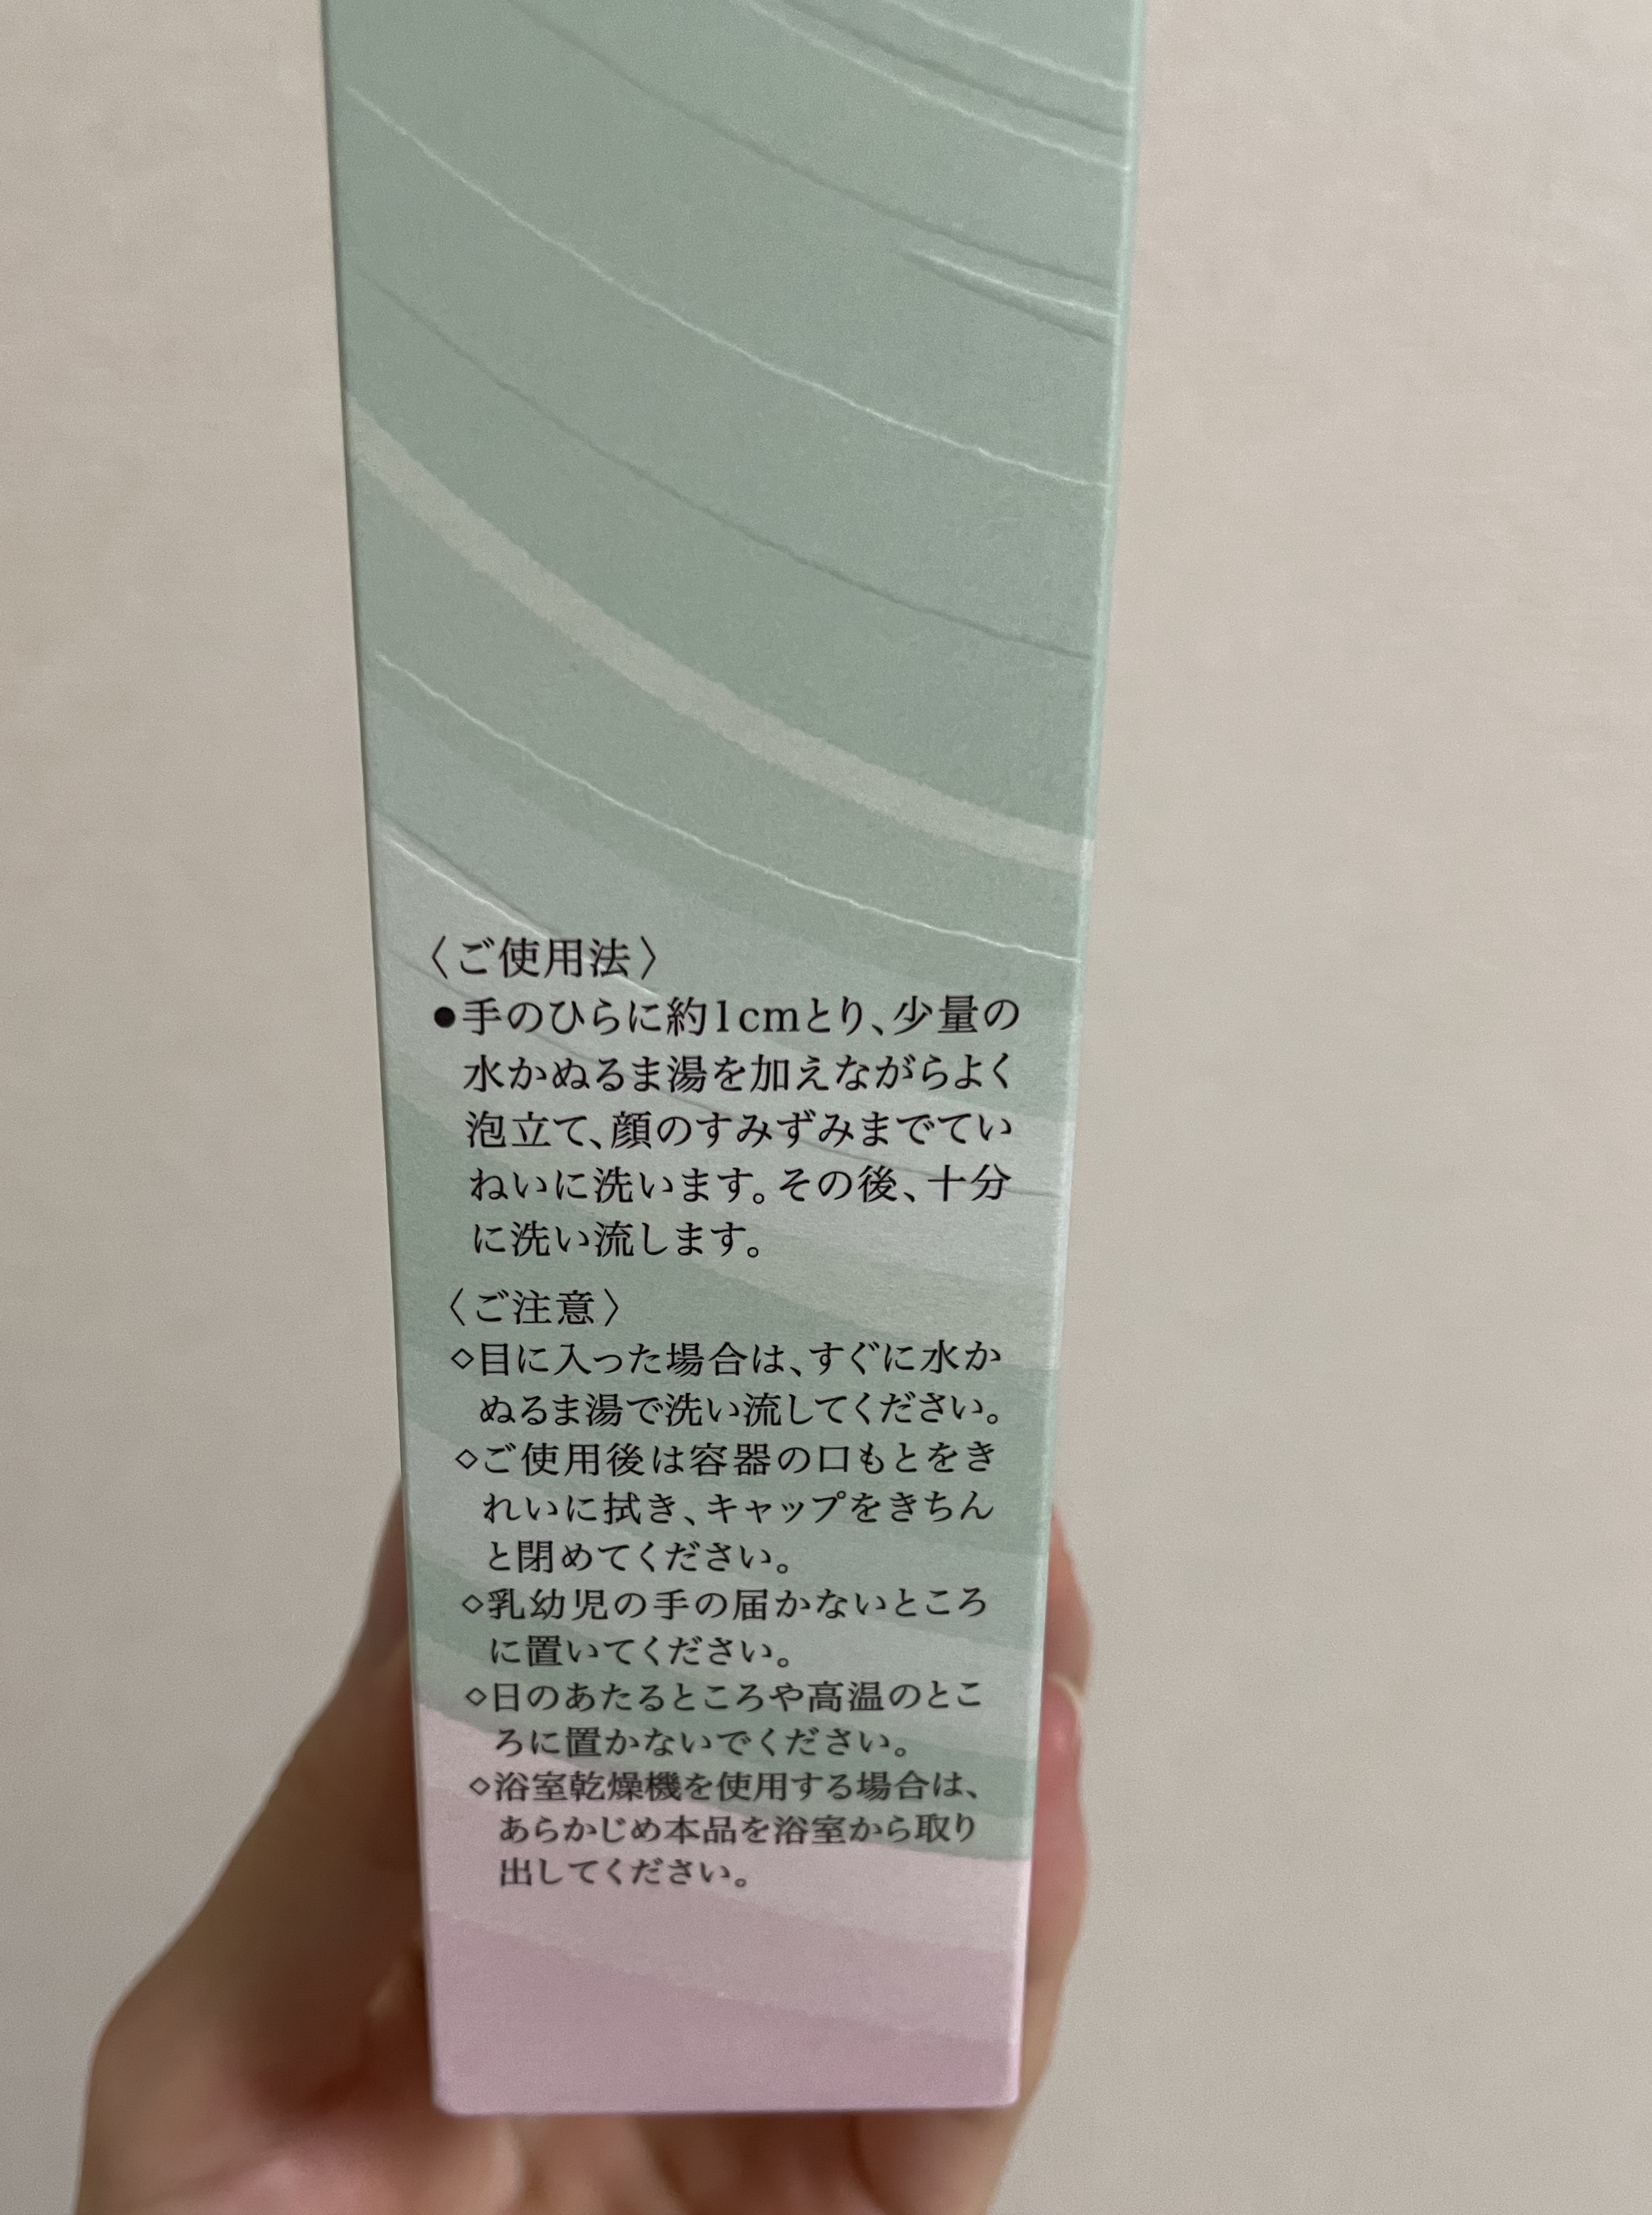 〈ご使用法〉
●手のひらに約1cmとり、少量の
水かぬるま湯を加えながらよく
泡立て、顔のすみずみまでてい
ねいに洗います。その後、十分
に洗い流します。
〈ご注意〉
◇目に入った場合は、すぐに水か
ぬるま湯で洗い流してください。
◇ご使用後は容器の口もとをき
れいに拭き、キャップをきちん
と閉めてください。
◇乳幼児の手の届かないところ
に置いてください。
◇日のあたるところや高温のとこ
ろに置かないでください。
◇浴室乾燥機を使用する場合は、
あらかじめ本品を浴室から取り
出してください。